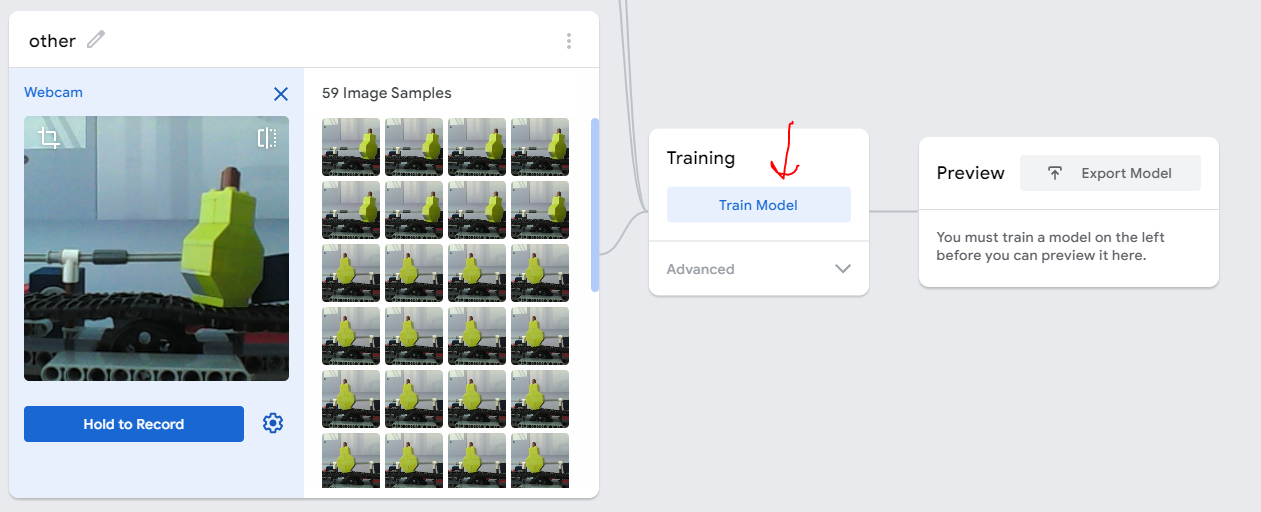 other
Webcam
59 Image Samples
Hold to Record
Training
Train Model
Advanced
Preview
Export Model
You must train a model on the left
before you can preview it here.